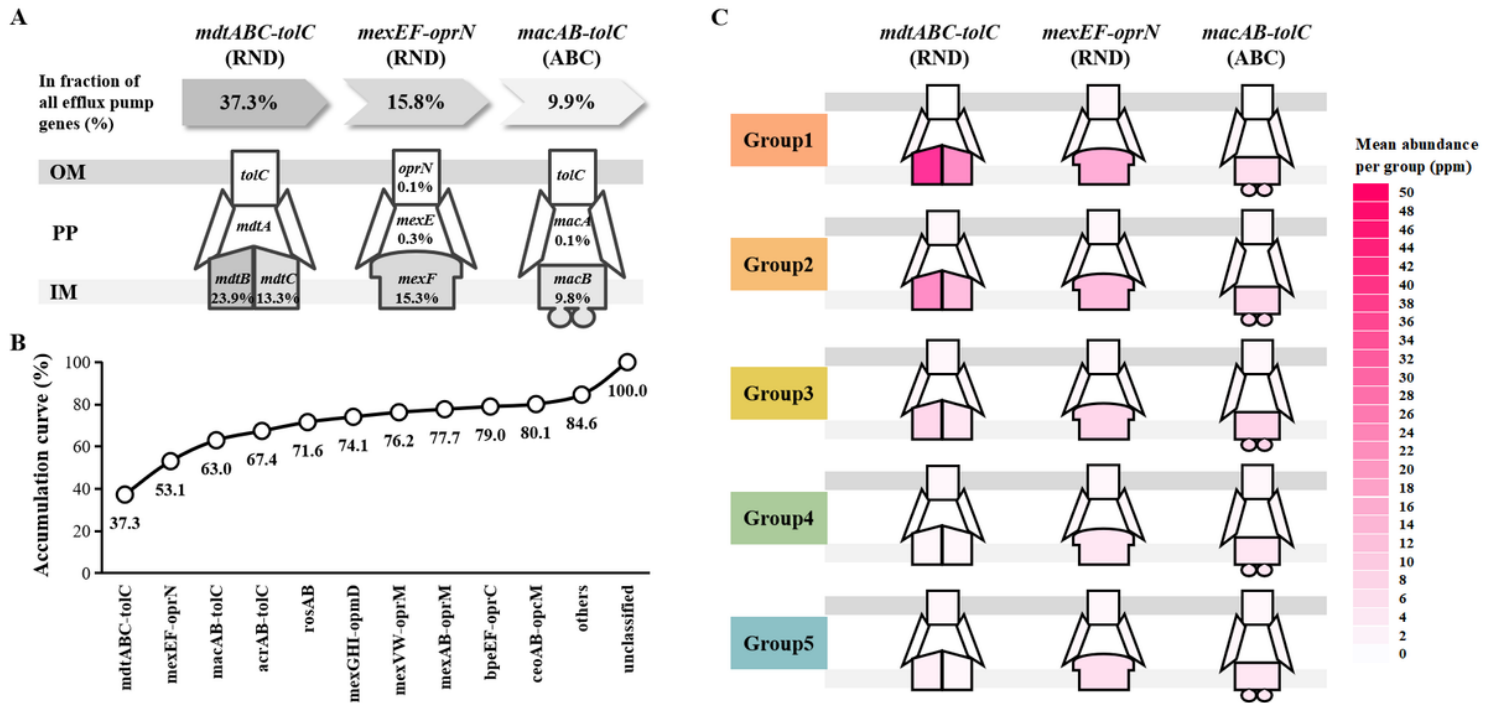 A
mdtABC-tolC
(RND)
mexEF-oprN
(RND)
macAB-tolC
(ABC)
In fraction of
all efflux pump
genes (%)
37.3%
15.8%
9.9%
OM
PP
IM
tolC
mdtA
mdtB
23.9%
mdtC
13.3%
oprN
0.1%
mexE
0.3%
mexF
15.3%
tolC
macA
0.1%
macB
9.8%
B
Accumulation curve (%)
100
80
60
40
20
0
37.3
53.1
63.0
67.4
71.6
74.1
76.2
77.7
79.0
80.1
84.6
100.0
mdtABC-tolC
mexEF-oprN
macAB-tolC
acrAB-tolC
rosAB
mexGHI-opmD
mexVW-oprM
mexAB-oprM
bpeEF-oprC
ceoAB-opcM
others
unclassified
C
mdtABC-tolC
(RND)
mexEF-oprN
(RND)
macAB-tolC
(ABC)
Group1
Group2
Group3
Group4
Group5
Mean abundance
per group (ppm)
50
48
46
44
42
40
38
36
34
32
30
28
26
24
22
20
18
16
14
12
10
8
6
4
2
0